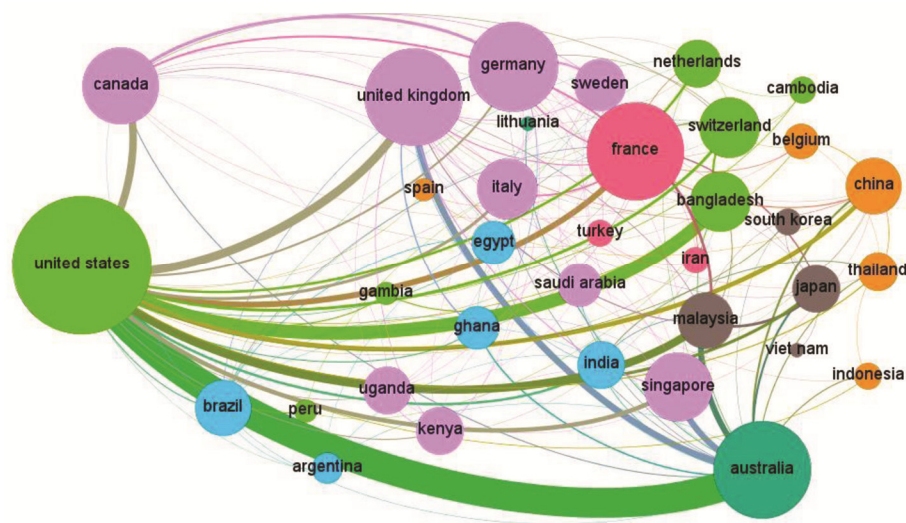 germany
canada
sweden
netherlands
united kingdom
cambodia
lithuania
switzerland
belgium
france
spain
italy
china
bangladesh
south korea
turkey
egypt
iran
united states
saudi arabia
thailand
gambia
japan
malaysia
ghana
viet nam
india
indonesia
uganda
singapore
brazil
peru
kenya
argentina
australia